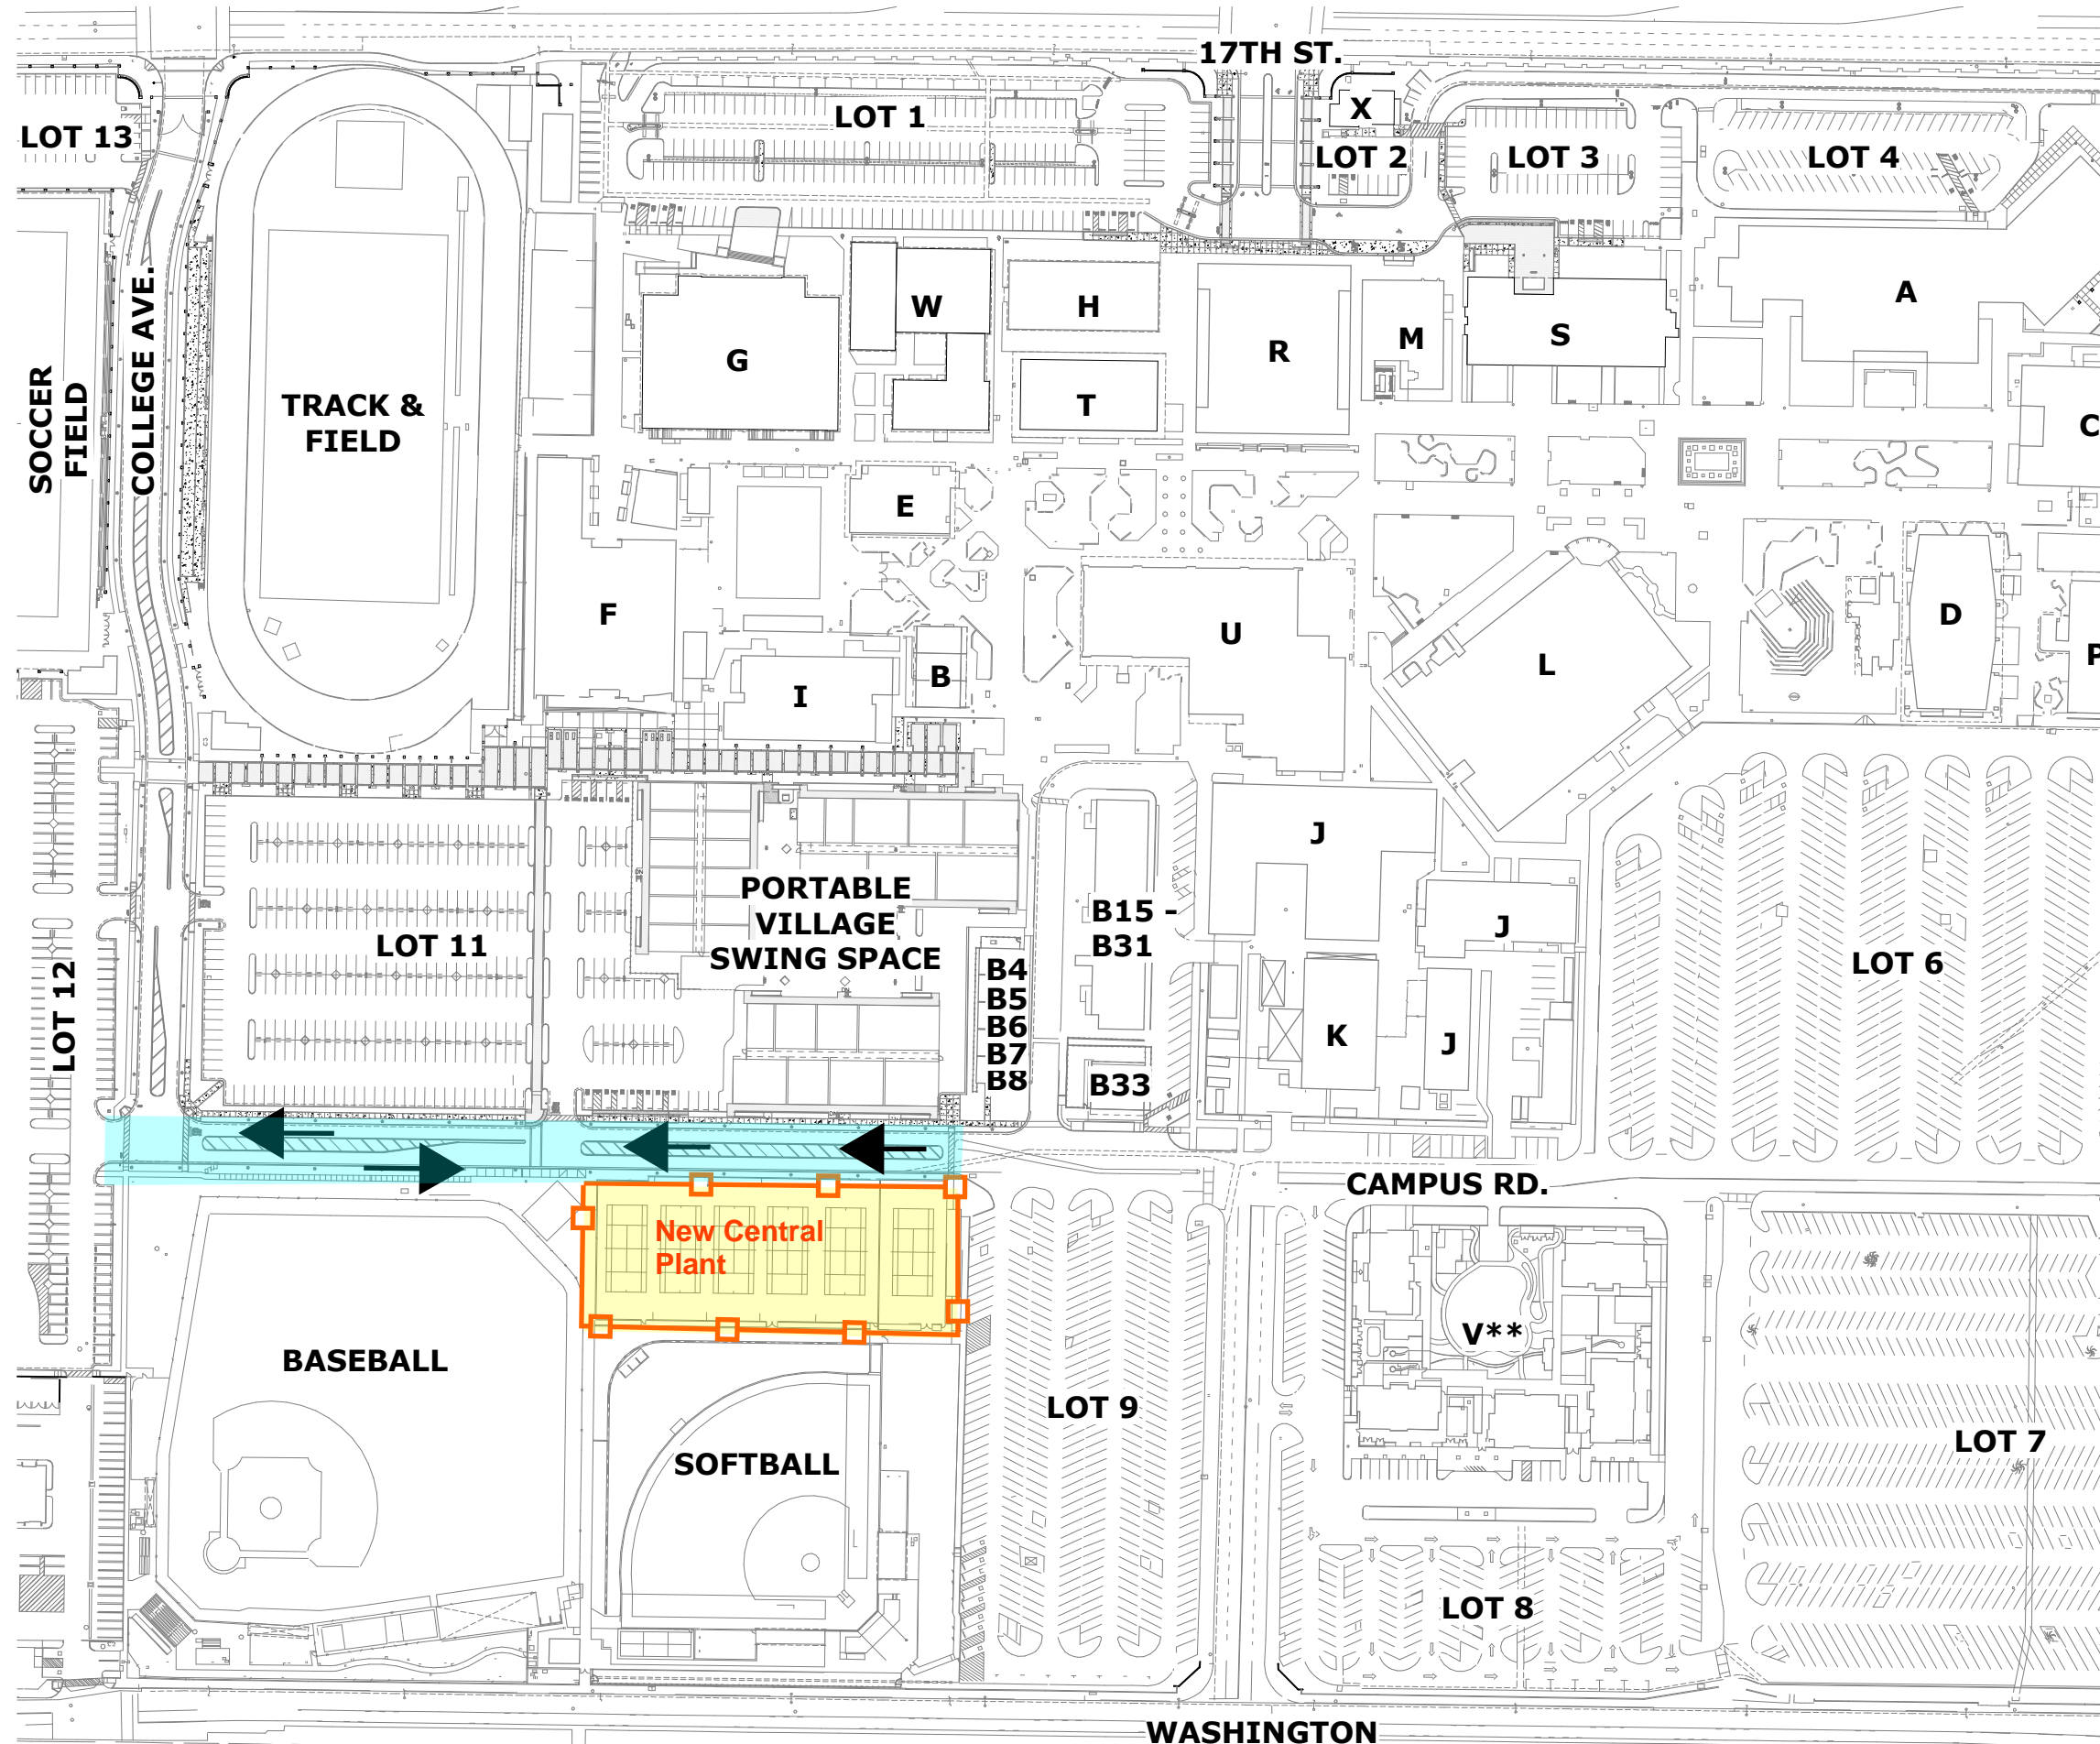 17TH ST.
LOT 13
LOT 1
X
LOT 2
LOT 3
LOT 4
SOCCER
FIELD
COLLEGE AVE.
TRACK &
FIELD
G
W
H
T
R
M
S
A
C
E
F
I
B
U
L
D
P
LOT 12
LOT 11
PORTABLE
VILLAGE
SWING SPACE
B4
B5
B6
B7
B8
B15 -
B31
B33
J
J
K
J
LOT 6
CAMPUS RD.
New Central
Plant
BASEBALL
SOFTBALL
LOT 9
V**
LOT 7
LOT 8
WASHINGTON